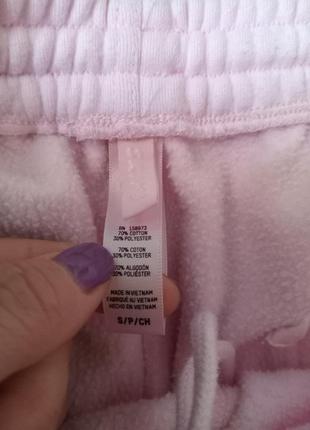 RN 158972
70% COTTON
30% POLYESTER
70% COTON
30% POLYESTER
70% ALGODÓN
30% POLIÉSTER
MADE IN VIETNAM
FABRIQUÉ AU VIETNAM
HECHO EN VIETNAM
S/P/CH